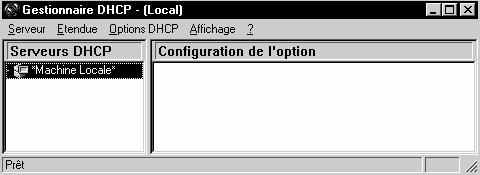 Gestionnaire DHCP - (Local)
Serveur Etendue Options DHCP Affichage ?
Serveurs DHCP Configuration de l'option
*Machine Locale*
Prêt